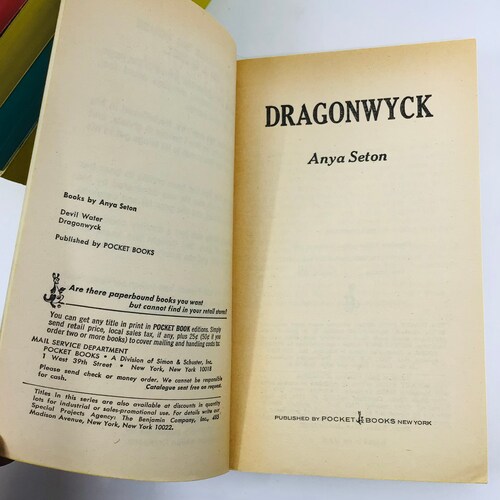 Books by Anya Seton
Devil Water
Dragonwyck
Published by POCKET BOOKS
Are there paperbound books you want
but cannot find in your retail stores?
You can get any title in print in POCKET BOOK editions. Simply
send retail price, local sales tax, if any, plus 25¢ (50¢ if you
order two or more books) to cover mailing and handling costs to:
MAIL SERVICE DEPARTMENT
POCKET BOOKS • A Division of Simon & Schuster, Inc.
1 West 39th Street • New York, New York 10018
Please send check or money order. We cannot be responsible
for cash.
Catalogue sent free on request.
Titles in this series are also available at discounts in quantity
lots for industrial or sales-promotional use. For details write our
Special Projects Agency: The Benjamin Company, Inc., 485
Madison Avenue, New York, New York 10022.
DRAGONWYCK
Anya Seton
PUBLISHED BY POCKET BOOKS NEW YORK